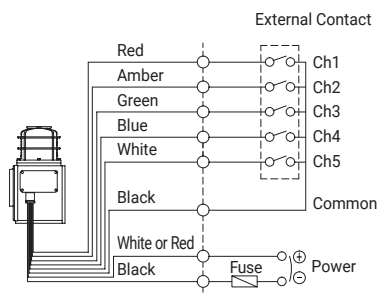 External Contact
Red Ch1
Amber Ch2
Green Ch3
Blue Ch4
White Ch5
Black Common
White or Red
Black Fuse Power